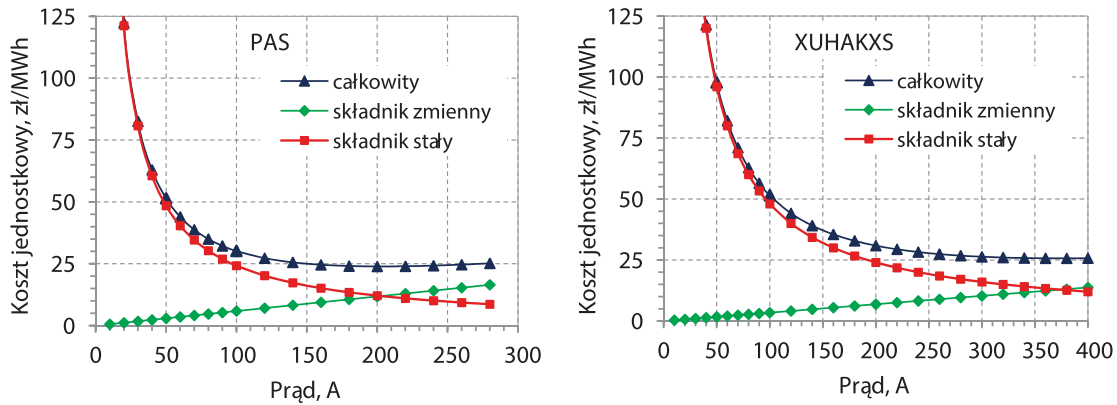 125
100
75
50
25
0
Koszt jednostkowy, zł/MWh
PAS
całkowity
składnik zmienny
składnik stały
0 50 100 150 200 250 300
Prąd, A
125
100
75
50
25
0
Koszt jednostkowy, zł/MWh
XUHAKXS
całkowity
składnik zmienny
składnik stały
0 50 100 150 200 250 300 350 400
Prąd, A